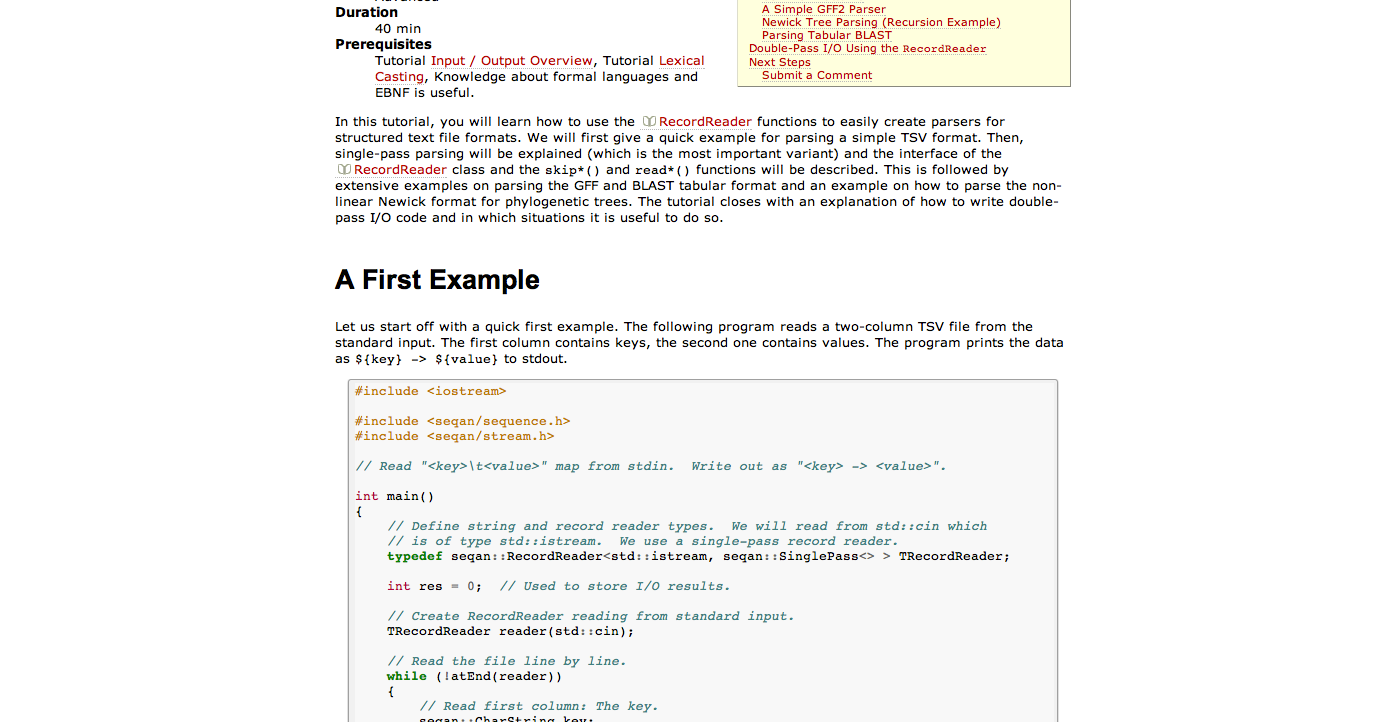 Duration
40 min
Prerequisites
Tutorial Input / Output Overview, Tutorial Lexical
Casting, Knowledge about formal languages and
EBNF is useful.
A Simple GFF2 Parser
Newick Tree Parsing (Recursion Example)
Parsing Tabular BLAST
Double-Pass I/O Using the RecordReader
Next Steps
Submit a Comment
In this tutorial, you will learn how to use the RecordReader functions to easily create parsers for
structured text file formats. We will first give a quick example for parsing a simple TSV format. Then,
single-pass parsing will be explained (which is the most important variant) and the interface of the
RecordReader class and the skip*() and read*() functions will be described. This is followed by
extensive examples on parsing the GFF and BLAST tabular format and an example on how to parse the non-
linear Newick format for phylogenetic trees. The tutorial closes with an explanation of how to write double-
pass I/O code and in which situations it is useful to do so.
A First Example
Let us start off with a quick first example. The following program reads a two-column TSV file from the
standard input. The first column contains keys, the second one contains values. The program prints the data
as ${key} -> ${value} to stdout.
#include <iostream>
#include <seqan/sequence.h>
#include <seqan/stream.h>
// Read "<key>\t<value>" map from stdin.  Write out as "<key> -> <value>".
int main()
{
    // Define string and record reader types.  We will read from std::cin which
    // is of type std::istream.  We use a single-pass record reader.
    typedef seqan::RecordReader<std::istream, seqan::SinglePass<> > TRecordReader;
    int res = 0;  // Used to store I/O results.
    // Create RecordReader reading from standard input.
    TRecordReader reader(std::cin);
    // Read the file line by line.
    while (!atEnd(reader))
    {
        // Read first column: The key.
        seqan::CharString key;